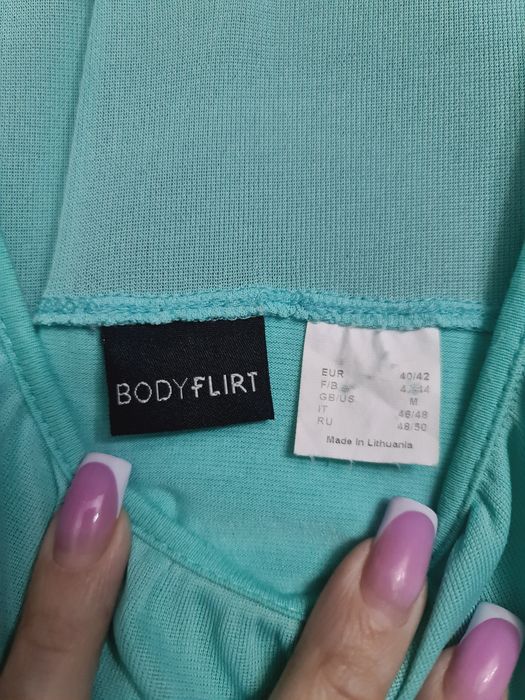 BODYFLIRT
EUR 40/42
F/B
GB/US M
IT 46/48
RU 48/50
Made in Lithuania